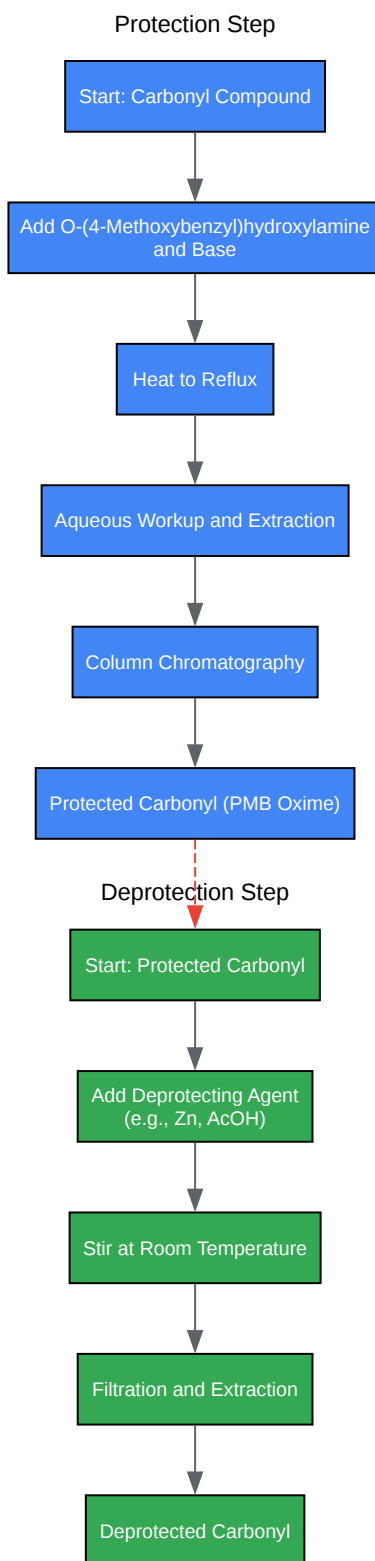 Protection Step
Start: Carbonyl Compound
Add O-(4-Methoxybenzyl)hydroxylamine
and Base
Heat to Reflux
Aqueous Workup and Extraction
Column Chromatography
Protected Carbonyl (PMB Oxime)
Deprotection Step
Start: Protected Carbonyl
Add Deprotecting Agent
(e.g., Zn, AcOH)
Stir at Room Temperature
Filtration and Extraction
Deprotected Carbonyl